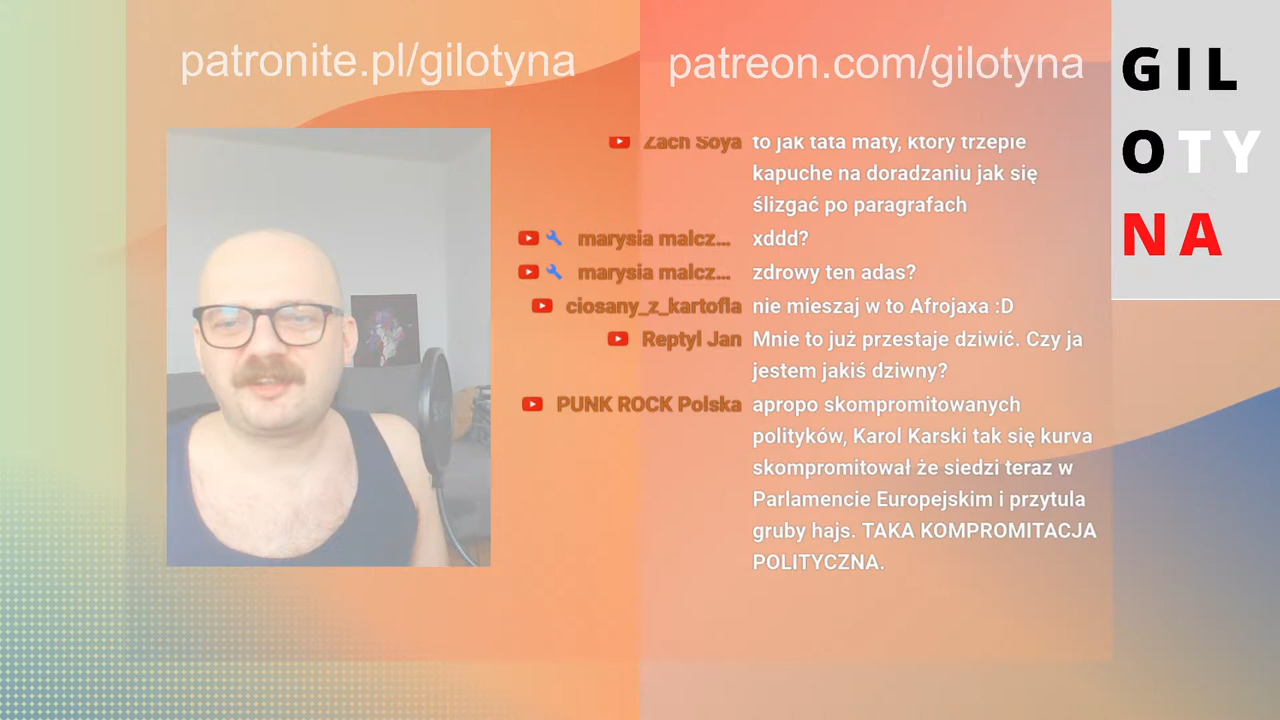 patronite.pl/gilotyna
patreon.com/gilotyna
GIL
OTY
NA
Zach Soya to jak tata maty, ktory trzepie
kapuche na doradzaniu jak się
ślizgać po paragrafach
marysia malcz... xddd?
marysia malcz... zdrowy ten adas?
ciosany_z_kartofla nie mieszaj w to Afrojaxa :D
Reptyl Jan Mnie to już przestaje dziwić. Czy ja
jestem jakiś dziwny?
PUNK ROCK Polska apropo skompromitowanych
polityków, Karol Karski tak się kurva
skompromitował że siedzi teraz w
Parlamencie Europejskim i przytula
gruby hajs. TAKA KOMPROMITACJA
POLITYCZNA.